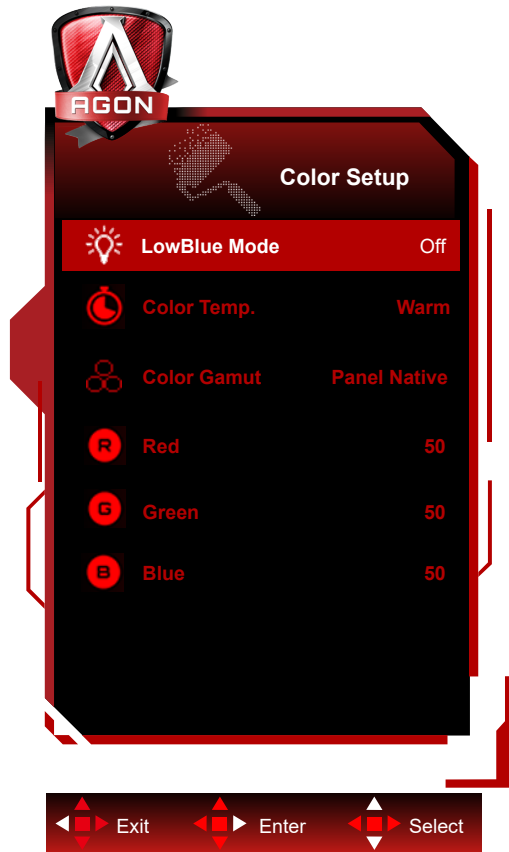 AGON
Color Setup
LowBlue Mode Off
Color Temp. Warm
Color Gamut Panel Native
R Red 50
G Green 50
B Blue 50
Exit Enter Select